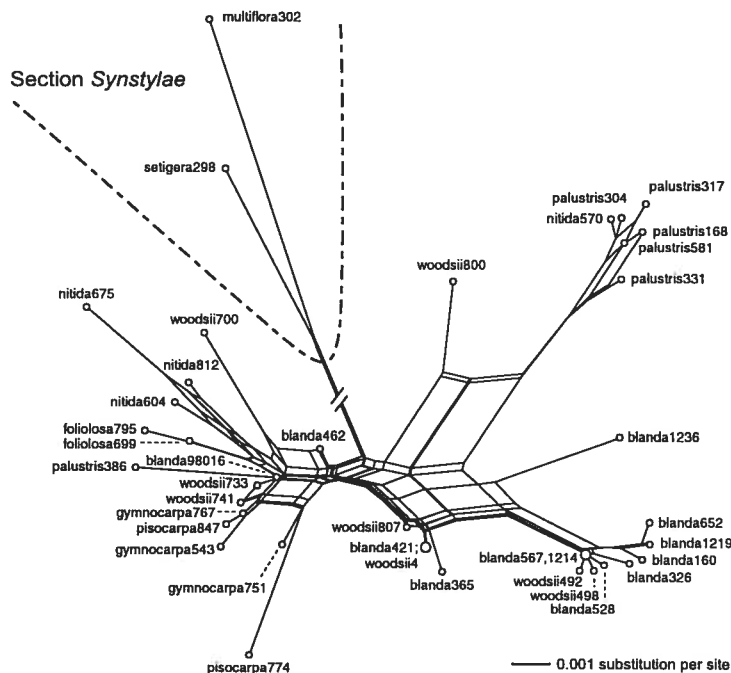 multiflora302
Section Synstylae
setigera298
palustris317
palustris304
nitida570
palustris168
palustris581
woodsii800
palustris331
nitida675
woodsii700
nitida812
nitida604
foliolosa795
foliolosa699
blanda462
blanda1236
palustris386
blanda98016
woodsii733
woodsii741
gymnocarpa767
pisocarpa847
gymnocarpa543
woodsii807
blanda421;
woodsii4
blanda365
blanda652
blanda1219
blanda567,1214
blanda160
blanda326
woodsii492
woodsii498
blanda528
gymnocarpa751
pisocarpa774
0.001 substitution per site